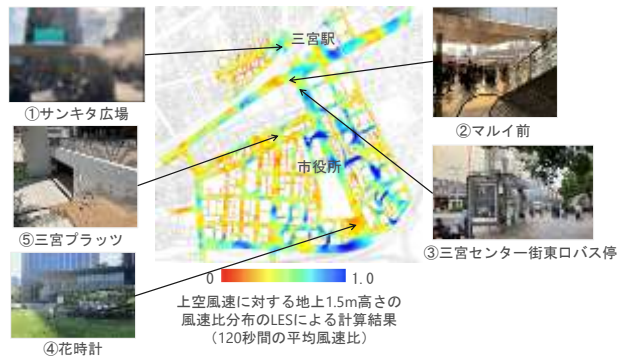 三宮駅
①サンキタ広場
②マルイ前
市役所
⑤三宮プラッツ
③三宮センター街東口バス停
0 1.0
上空風速に対する地上1.5m高さの
風速比分布のLESによる計算結果
(120秒間の平均風速比)
④花時計